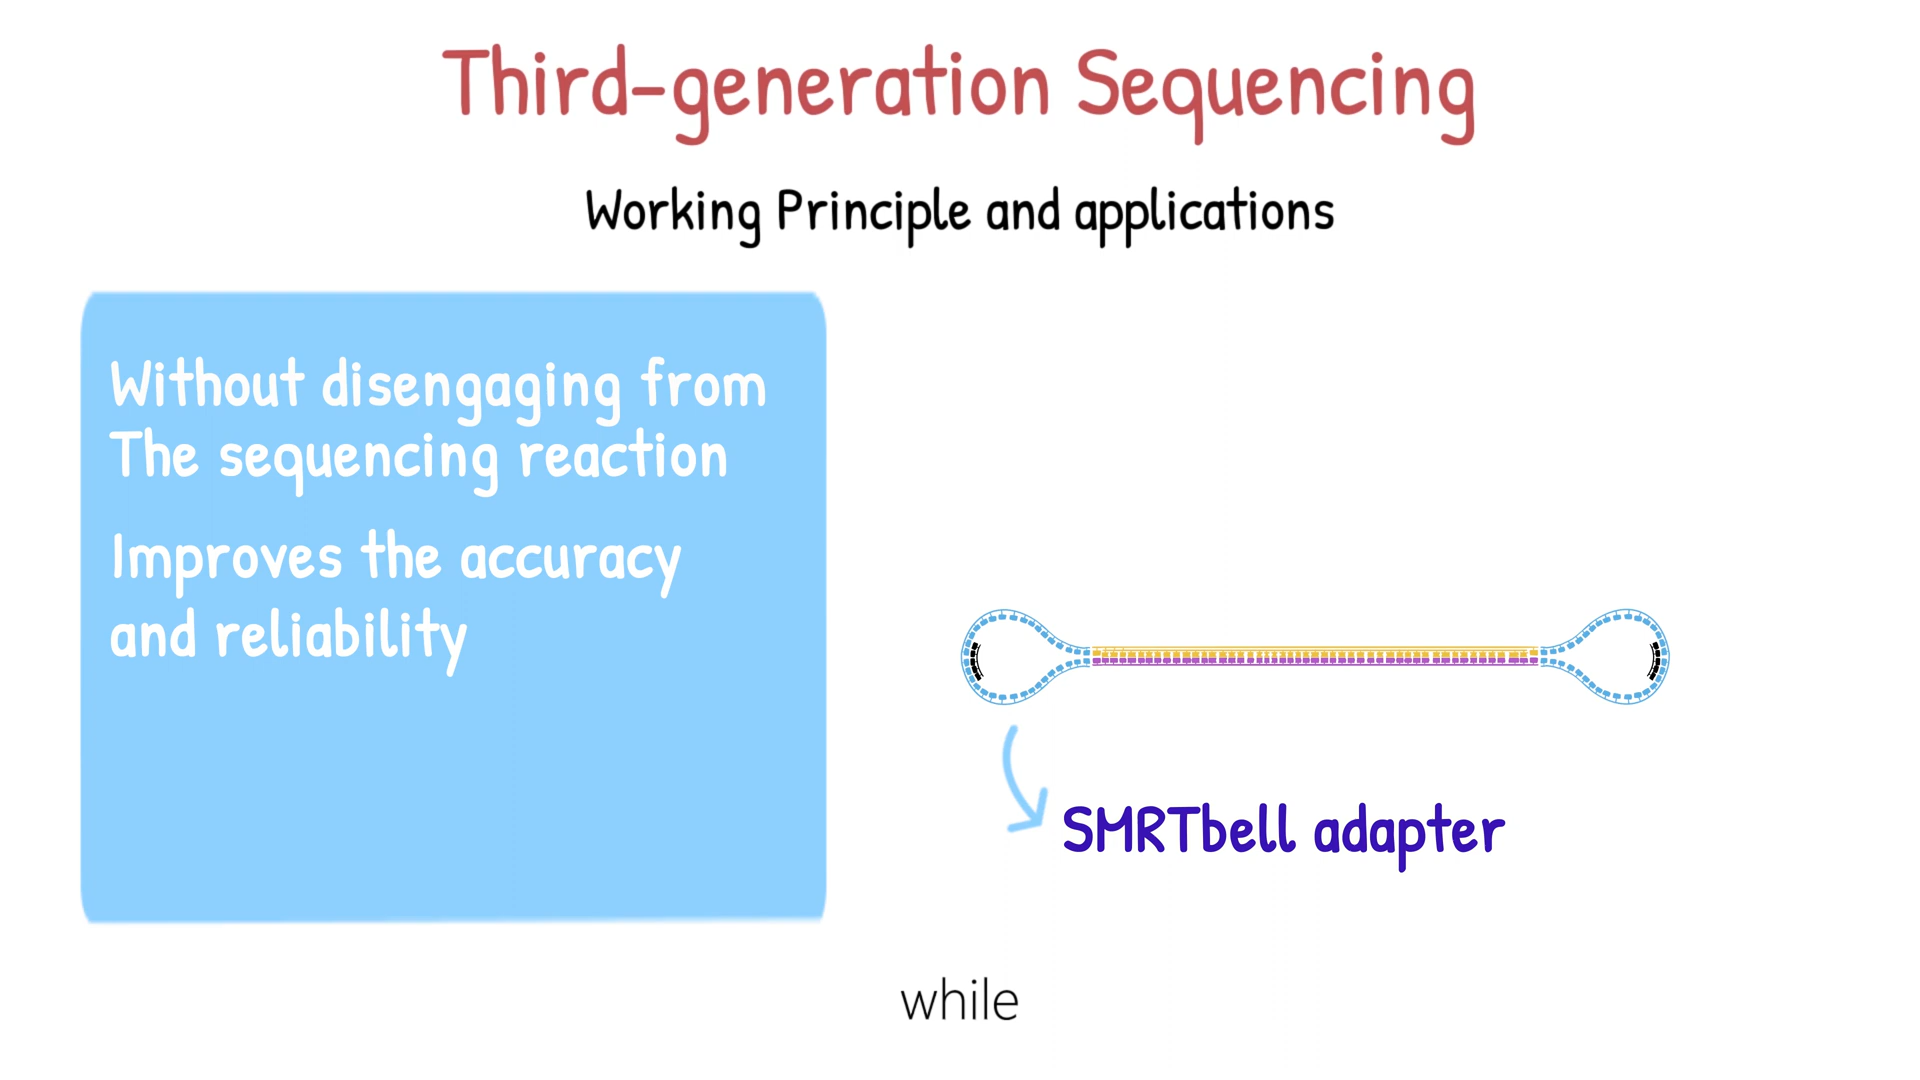 Third-generation Sequencing
Working Principle and applications
Without disengaging from
The sequencing reaction
Improves the accuracy
and reliability
SMRTbell adapter
while